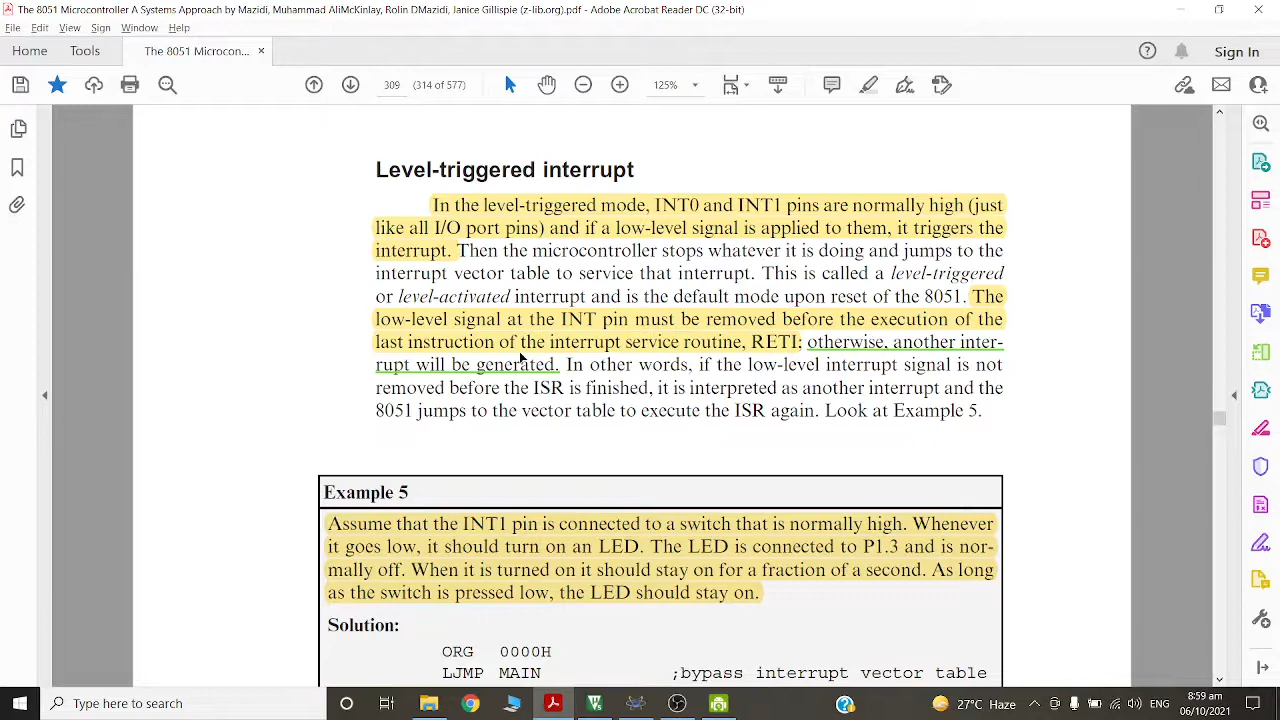 The 8051 Microcontroller A Systems Approach by Mazidi, Muhammad AliMcKinlay, Rolin DMazidi, Janice Gillispie (z-lib.org).pdf - Adobe Acrobat Reader DC (32-bit)
File Edit View Sign Window Help
Home Tools The 8051 Microcon... × Sign In
309 (314 of 577) 125%
Level-triggered interrupt
In the level-triggered mode, INT0 and INT1 pins are normally high (just
like all I/O port pins) and if a low-level signal is applied to them, it triggers the
interrupt. Then the microcontroller stops whatever it is doing and jumps to the
interrupt vector table to service that interrupt. This is called a level-triggered
or level-activated interrupt and is the default mode upon reset of the 8051. The
low-level signal at the INT pin must be removed before the execution of the
last instruction of the interrupt service routine, RETI; otherwise, another inter-
rupt will be generated. In other words, if the low-level interrupt signal is not
removed before the ISR is finished, it is interpreted as another interrupt and the
8051 jumps to the vector table to execute the ISR again. Look at Example 5.
Example 5
Assume that the INT1 pin is connected to a switch that is normally high. Whenever
it goes low, it should turn on an LED. The LED is connected to P1.3 and is nor-
mally off. When it is turned on it should stay on for a fraction of a second. As long
as the switch is pressed low, the LED should stay on.
Solution:
ORG 0000H
LJMP MAIN ;bypass interrupt vector table
Type here to search
27°C Haze
8:59 am
06/10/2021